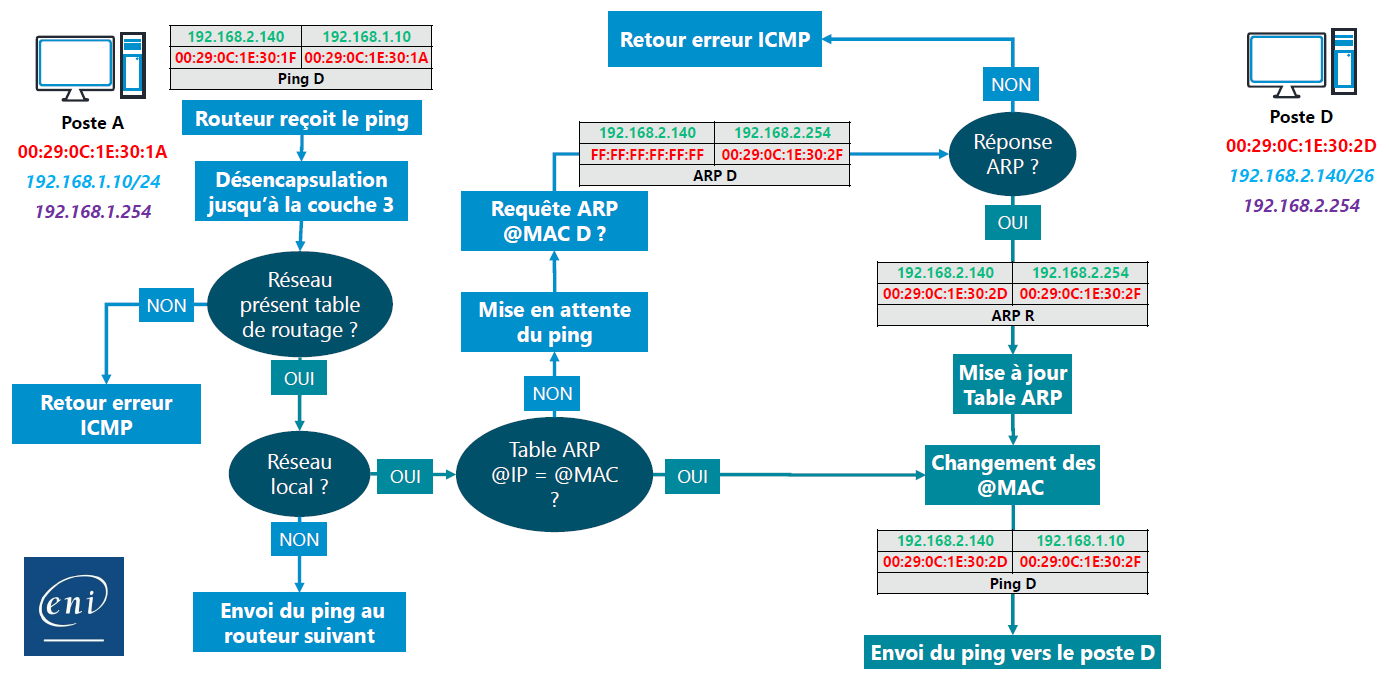 192.168.2.140 192.168.1.10
00:29:0C:1E:30:1F 00:29:0C:1E:30:1A
Ping D
Poste A
00:29:0C:1E:30:1A
192.168.1.10/24
192.168.1.254
Routeur reçoit le ping
Désencapsulation
jusqu’à la couche 3
Réseau
présent table
de routage ?
NON
Retour erreur
ICMP
OUI
Réseau
local ?
NON
Envoi du ping au
routeur suivant
OUI
Table ARP
@IP = @MAC
?
NON
Mise en attente
du ping
Requête ARP
@MAC D ?
192.168.2.140 192.168.2.254
FF:FF:FF:FF:FF:FF 00:29:0C:1E:30:2F
ARP D
Réponse
ARP ?
NON
Retour erreur ICMP
OUI
192.168.2.140 192.168.2.254
00:29:0C:1E:30:2D 00:29:0C:1E:30:2F
ARP R
Mise à jour
Table ARP
OUI
Changement des
@MAC
192.168.2.140 192.168.1.10
00:29:0C:1E:30:2D 00:29:0C:1E:30:2F
Ping D
Envoi du ping vers le poste D
Poste D
00:29:0C:1E:30:2D
192.168.2.140/26
192.168.2.254
eni